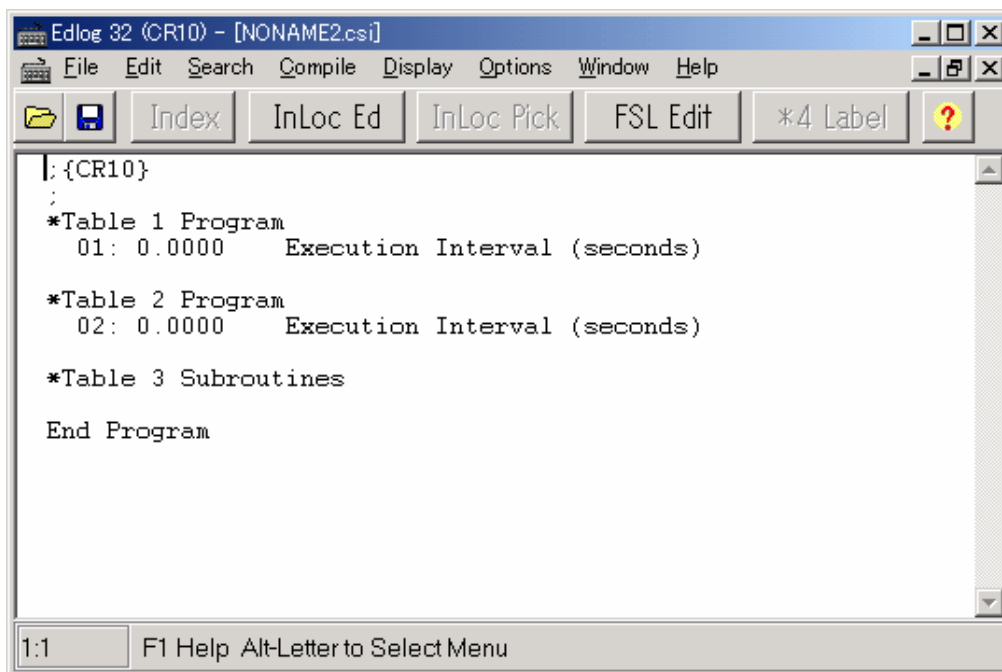 Edlog 32 (CR10) - [NONAME2.csi]
File Edit Search Compile Display Options Window Help
Index InLoc Ed InLoc Pick FSL Edit *4 Label ?
;{CR10}
;
*Table 1 Program
01: 0.0000 Execution Interval (seconds)
*Table 2 Program
02: 0.0000 Execution Interval (seconds)
*Table 3 Subroutines
End Program
1:1 F1 Help Alt-Letter to Select Menu